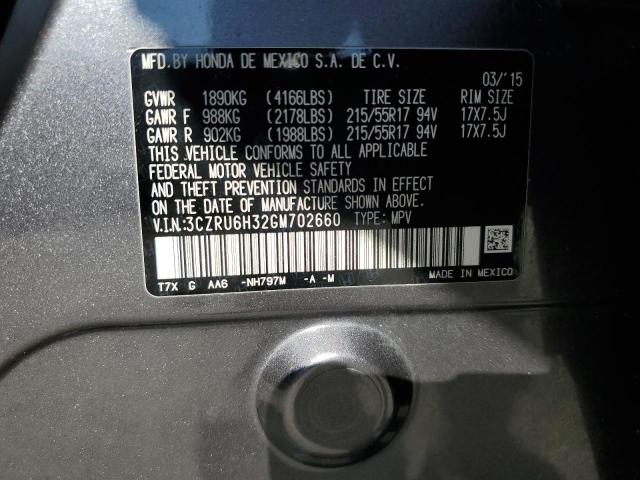 MFD. BY HONDA DE MEXICO S.A. DE C.V.
03/'15
GVWR 1890KG (4166LBS) TIRE SIZE RIM SIZE
GAWR F 988KG (2178LBS) 215/55R17 94V 17X7.5J
GAWR R 902KG (1988LBS) 215/55R17 94V 17X7.5J
THIS VEHICLE CONFORMS TO ALL APPLICABLE
FEDERAL MOTOR VEHICLE SAFETY
AND THEFT PREVENTION STANDARDS IN EFFECT
ON THE DATE OF MANUFACTURE SHOWN ABOVE.
V.I.N:3CZRU6H32GM702660 TYPE: MPV
T7X G AA6 -NH797M -A -M MADE IN MEXICO